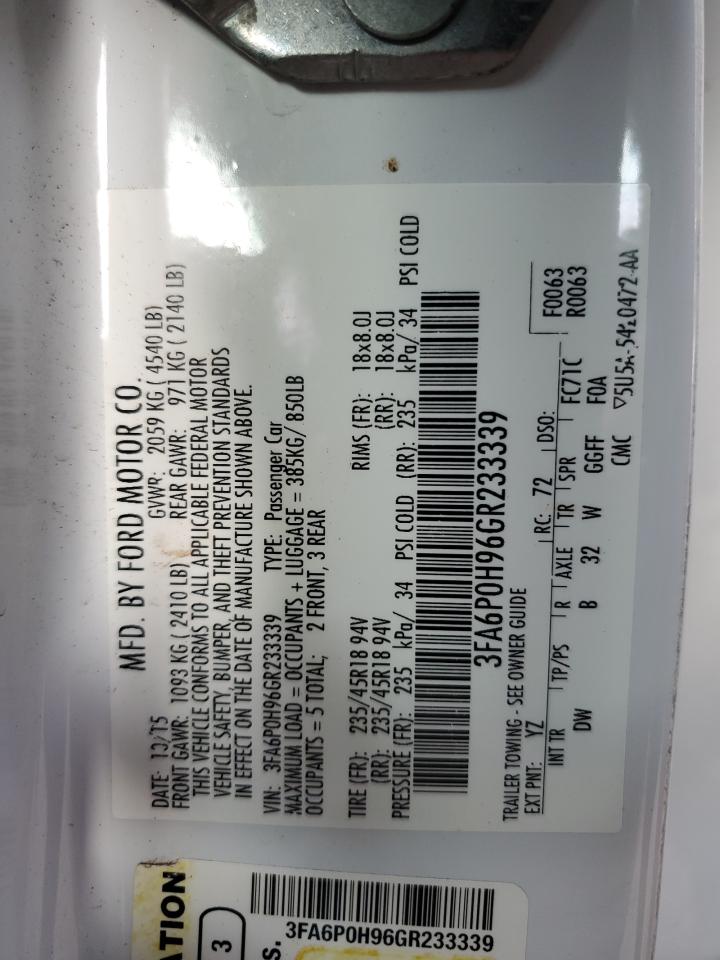 MFD. BY FORD MOTOR CO.
DATE: 10/15 GVWR: 2059 KG ( 4540 LB)
FRONT GAWR: 1093 KG ( 2410 LB) REAR GAWR: 971 KG ( 2140 LB)
THIS VEHICLE CONFORMS TO ALL APPLICABLE FEDERAL MOTOR
VEHICLE SAFETY, BUMPER, AND THEFT PREVENTION STANDARDS
IN EFFECT ON THE DATE OF MANUFACTURE SHOWN ABOVE.
VIN: 3FA6P0H96GR233339 TYPE: Passenger Car
MAXIMUM LOAD = OCCUPANTS + LUGGAGE = 385KG/ 850LB
OCCUPANTS = 5 TOTAL; 2 FRONT, 3 REAR
TIRE (FR): 235/45R18 94V RIMS (FR): 18x8.0J
(RR): 235/45R18 94V (RR): 18x8.0J
PRESSURE (FR): 235 kPa/ 34 PSI COLD (RR): 235 kPa/ 34 PSI COLD
3FA6P0H96GR233339
TRAILER TOWING - SEE OWNER GUIDE
EXT PNT: YZ RC: 72 DSO: F0063
R0063
INT TR TP/PS R AXLE TR SPR FC71C
DW B 32 W GGFF F0A
CMC ▽5U5A-5420472-AA
ATION
3
S.
3FA6P0H96GR233339